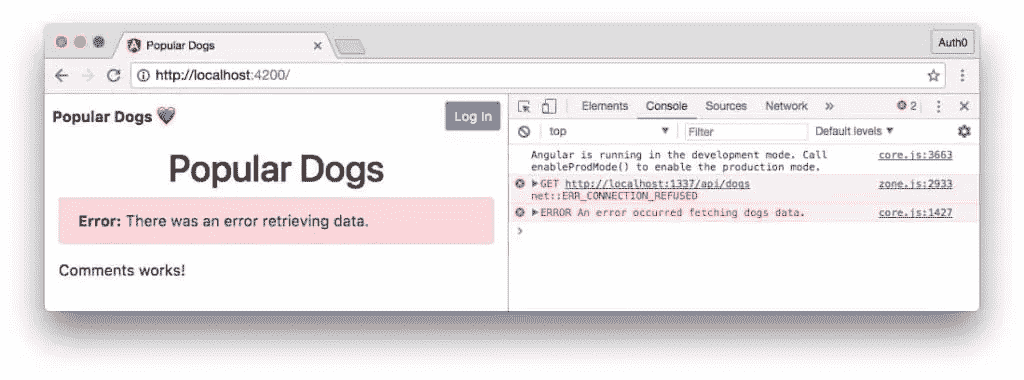 Popular Dogs
Auth0
http://localhost:4200/
Popular Dogs
Log In
Popular Dogs
Error: There was an error retrieving data.
Comments works!
Elements Console Sources Network » 2
top Filter Default levels
Angular is running in the development mode. Call core.js:3663
enableProdMode() to enable the production mode.
GET http://localhost:1337/api/dogs zone.js:2933
net::ERR_CONNECTION_REFUSED
ERROR An error occurred fetching dogs data. core.js:1427